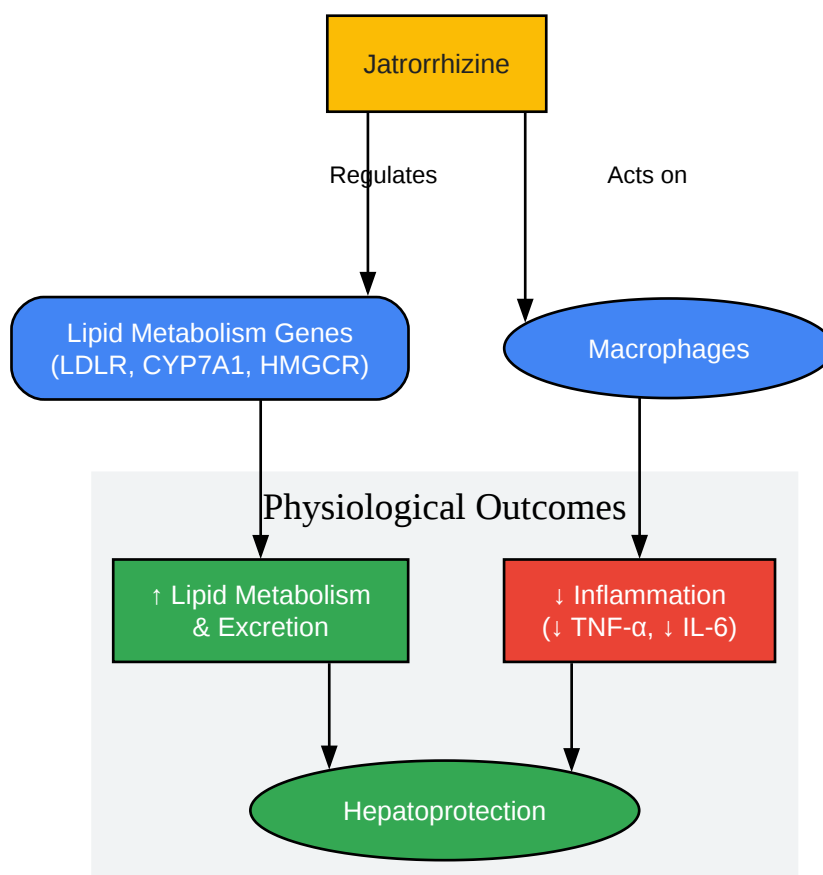 Jatrorrhizine
Regulates
Acts on
Lipid Metabolism Genes
(LDLR, CYP7A1, HMGCR)
Macrophages
Physiological Outcomes
↑ Lipid Metabolism
& Excretion
↓ Inflammation
(↓ TNF-α, ↓ IL-6)
Hepatoprotection